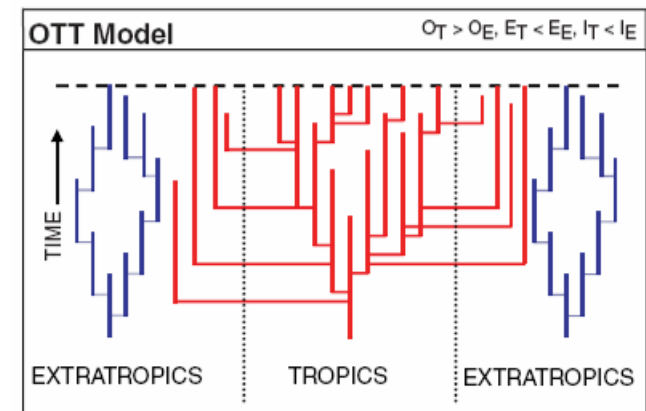 OTT Model
OT > OE, ET < EE, IT < IE
TIME
EXTRATROPICS
TROPICS
EXTRATROPICS